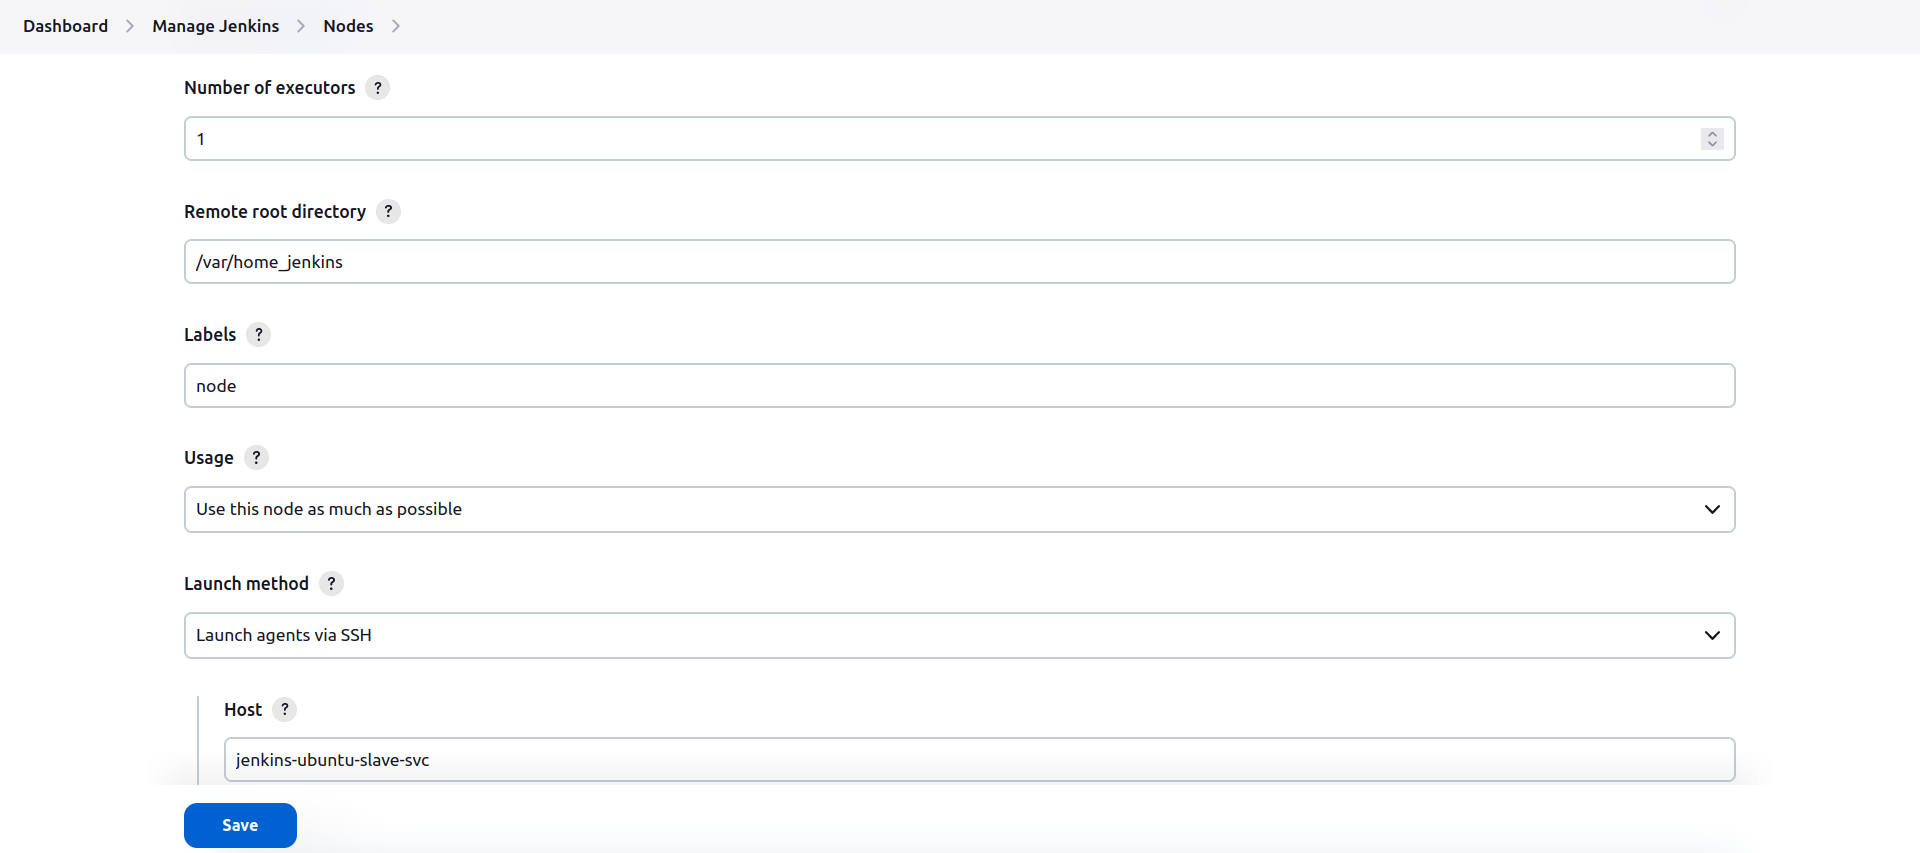 Dashboard > Manage Jenkins > Nodes >
Number of executors ?
1
Remote root directory ?
/var/home_jenkins
Labels ?
node
Usage ?
Use this node as much as possible
Launch method ?
Launch agents via SSH
Host ?
jenkins-ubuntu-slave-svc
Save